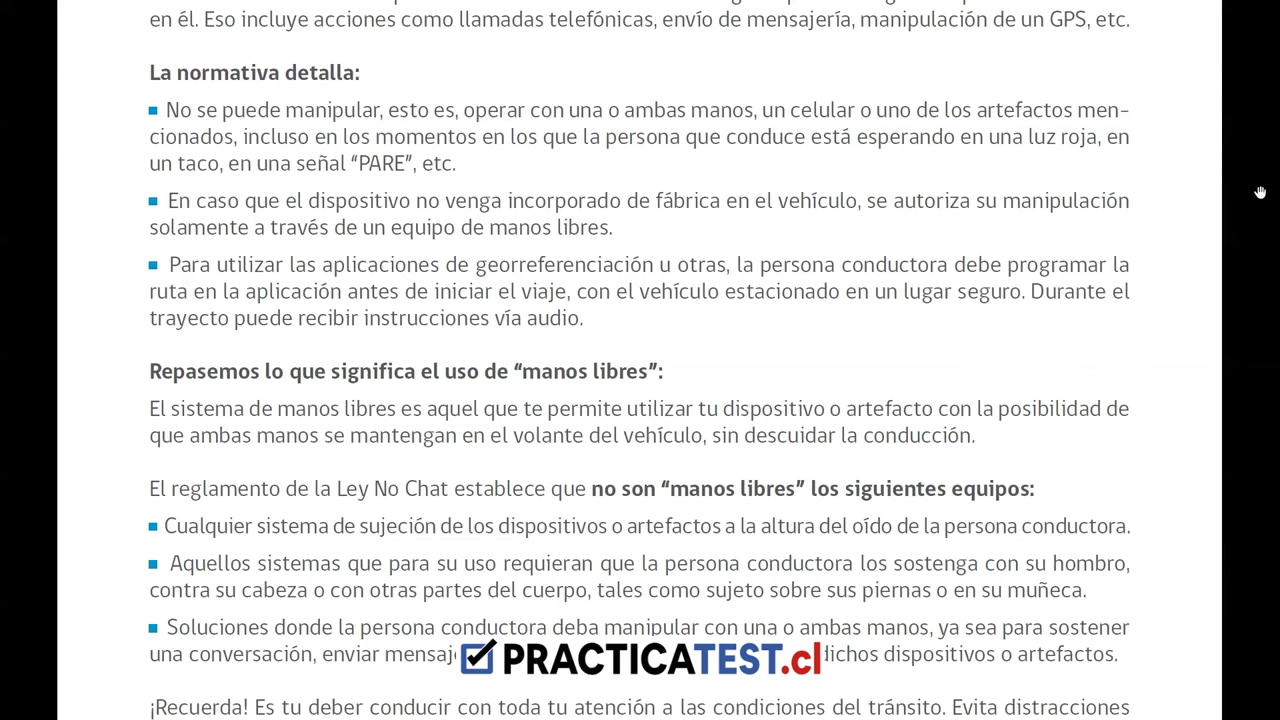 en él. Eso incluye acciones como llamadas telefónicas, envío de mensajería, manipulación de un GPS, etc.
La normativa detalla:
▪ No se puede manipular, esto es, operar con una o ambas manos, un celular o uno de los artefactos men-
cionados, incluso en los momentos en los que la persona que conduce está esperando en una luz roja, en
un taco, en una señal “PARE”, etc.
▪ En caso que el dispositivo no venga incorporado de fábrica en el vehículo, se autoriza su manipulación
solamente a través de un equipo de manos libres.
▪ Para utilizar las aplicaciones de georreferenciación u otras, la persona conductora debe programar la
ruta en la aplicación antes de iniciar el viaje, con el vehículo estacionado en un lugar seguro. Durante el
trayecto puede recibir instrucciones vía audio.
Repasemos lo que significa el uso de “manos libres”:
El sistema de manos libres es aquel que te permite utilizar tu dispositivo o artefacto con la posibilidad de
que ambas manos se mantengan en el volante del vehículo, sin descuidar la conducción.
El reglamento de la Ley No Chat establece que no son “manos libres” los siguientes equipos:
▪ Cualquier sistema de sujeción de los dispositivos o artefactos a la altura del oído de la persona conductora.
▪ Aquellos sistemas que para su uso requieran que la persona conductora los sostenga con su hombro,
contra su cabeza o con otras partes del cuerpo, tales como sujeto sobre sus piernas o en su muñeca.
▪ Soluciones donde la persona conductora deba manipular con una o ambas manos, ya sea para sostener
una conversación, enviar dichos dispositivos o artefactos.
PRACTICATEST.cl
¡Recuerda! Es tu deber conducir con toda tu atención a las condiciones del tránsito. Evita distracciones